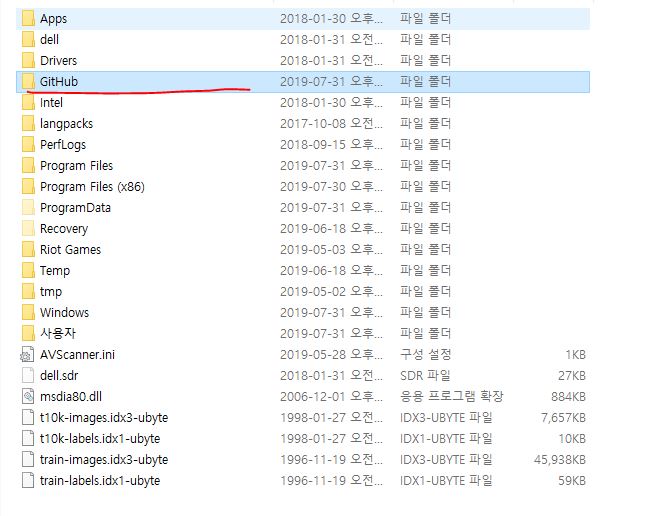 Apps 2018-01-30 오후... 파일 폴더
dell 2018-01-31 오전... 파일 폴더
Drivers 2018-01-31 오전... 파일 폴더
GitHub 2019-07-31 오후... 파일 폴더
Intel 2018-01-30 오후... 파일 폴더
langpacks 2017-10-08 오전... 파일 폴더
PerfLogs 2018-09-15 오후... 파일 폴더
Program Files 2019-07-31 오후... 파일 폴더
Program Files (x86) 2019-07-30 오후... 파일 폴더
ProgramData 2019-07-31 오후... 파일 폴더
Recovery 2019-06-18 오후... 파일 폴더
Riot Games 2019-05-03 오후... 파일 폴더
Temp 2019-06-18 오후... 파일 폴더
tmp 2019-05-02 오후... 파일 폴더
Windows 2019-07-31 오후... 파일 폴더
사용자 2019-07-31 오후... 파일 폴더
AVScanner.ini 2019-05-28 오후... 구성 설정 1KB
dell.sdr 2018-01-31 오전... SDR 파일 27KB
msdia80.dll 2006-12-01 오후... 응용 프로그램 확장 884KB
t10k-images.idx3-ubyte 1998-01-27 오전... IDX3-UBYTE 파일 7,657KB
t10k-labels.idx1-ubyte 1998-01-27 오전... IDX1-UBYTE 파일 10KB
train-images.idx3-ubyte 1996-11-19 오전... IDX3-UBYTE 파일 45,938KB
train-labels.idx1-ubyte 1996-11-19 오전... IDX1-UBYTE 파일 59KB